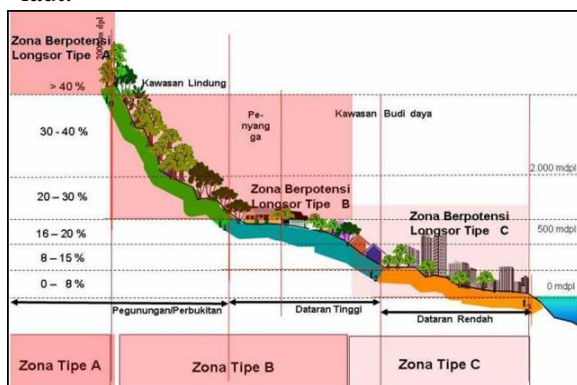 Zona Berpotensi
Longsor Tipe A
> 40 %
30 - 40 %
20 – 30 %
16 – 20 %
8 – 15 %
0 – 8 %
Kawasan Lindung
Pe-
nyang
ga
Kawasan Budi daya
Zona Berpotensi
Longsor Tipe B
Zona Berpotensi
Longsor Tipe C
2.000 mdpl
500 mdpl
0 mdpl
Pegunungan/Perbukitan
Dataran Tinggi
Dataran Rendah
Zona Tipe A
Zona Tipe B
Zona Tipe C